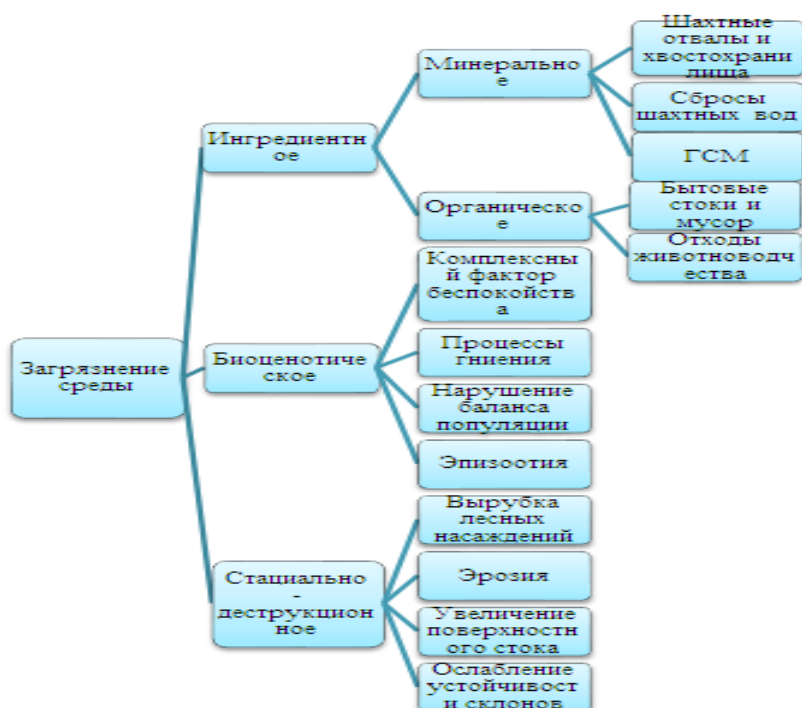 Загрязнение
среды
Ингредиентн
ое
Минерально
е
Шахтные
отвалы и
хвостохрани
лища
Сбросы
шахтных вод
ГСМ
Органическо
е
Бытовые
стоки и
мусор
Отходы
животноводч
ества
Биоценотиче
ское
Комплексны
й фактор
беспокойств
а
Процессы
гниения
Нарушение
баланса
популяции
Эпизоотия
Стациально
-
деструкцион
ное
Вырубка
лесных
насаждений
Эрозия
Увеличение
поверхностн
ого стока
Ослабление
устойчивост
и склонов